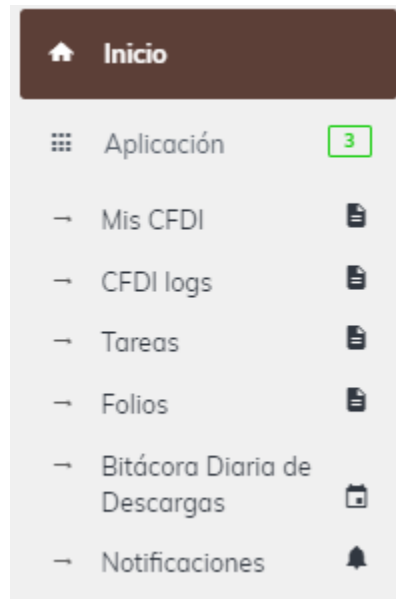 Inicio
Aplicación 3
Mis CFDI
CFDI logs
Tareas
Folios
Bitácora Diaria de
Descargas
Notificaciones